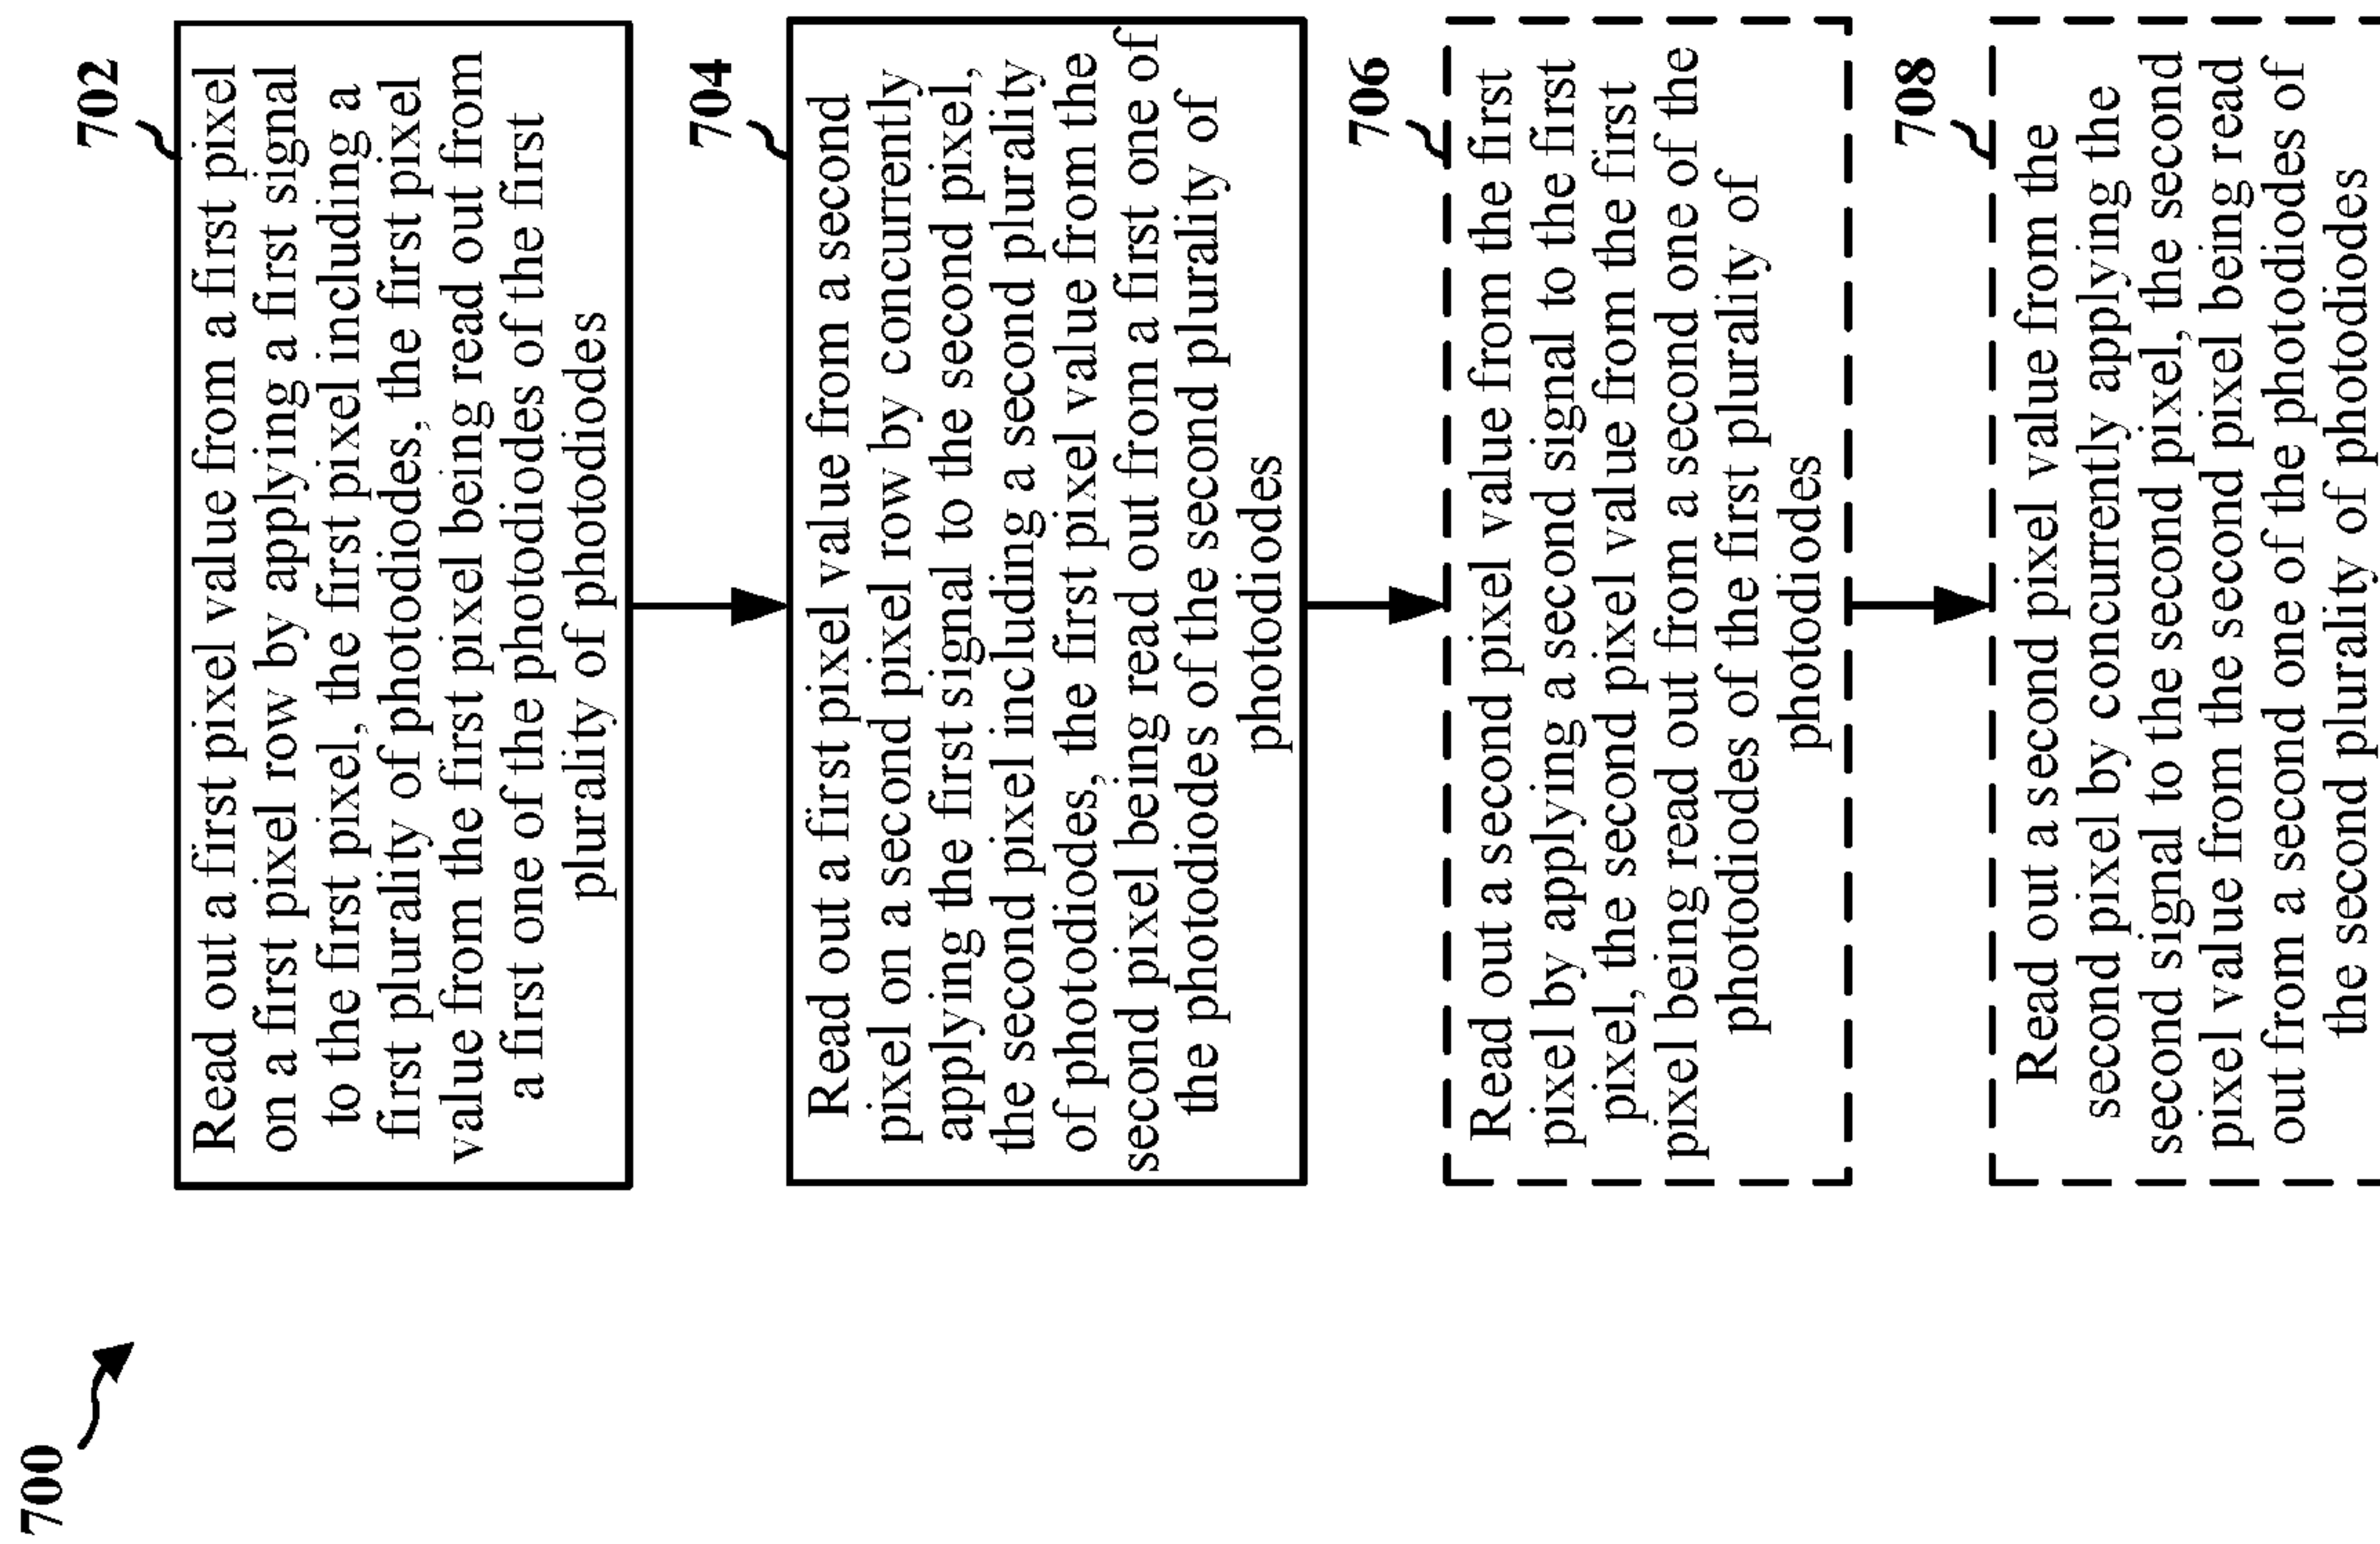 700
702
Read out a first pixel value from a first pixel
on a first pixel row by applying a first signal
to the first pixel, the first pixel including a
first plurality of photodiodes, the first pixel
value from the first pixel being read out from
a first one of the photodiodes of the first
plurality of photodiodes
704
Read out a first pixel value from a second
pixel on a second pixel row by concurrently
applying the first signal to the second pixel,
the second pixel including a second plurality
of photodiodes, the first pixel value from the
second pixel being read out from a first one of
the photodiodes of the second plurality of
photodiodes
706
Read out a second pixel value from the first
pixel by applying a second signal to the first
pixel, the second pixel value from the first
pixel being read out from a second one of the
photodiodes of the first plurality of
photodiodes
708
Read out a second pixel value from the
second pixel by concurrently applying the
second signal to the second pixel, the second
pixel value from the second pixel being read
out from a second one of the photodiodes of
the second plurality of photodiodes